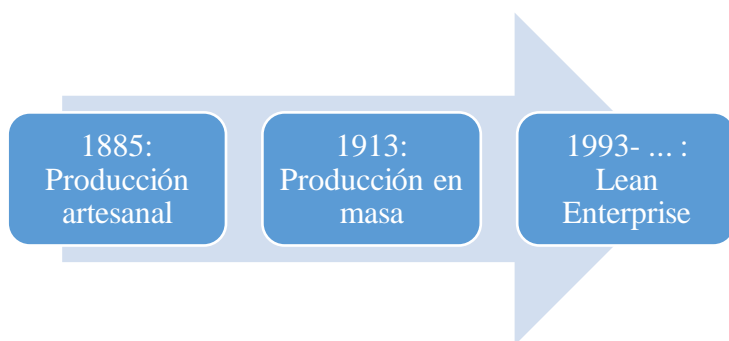 1885:
Producción
artesanal
1913:
Producción en
masa
1993- ... :
Lean
Enterprise